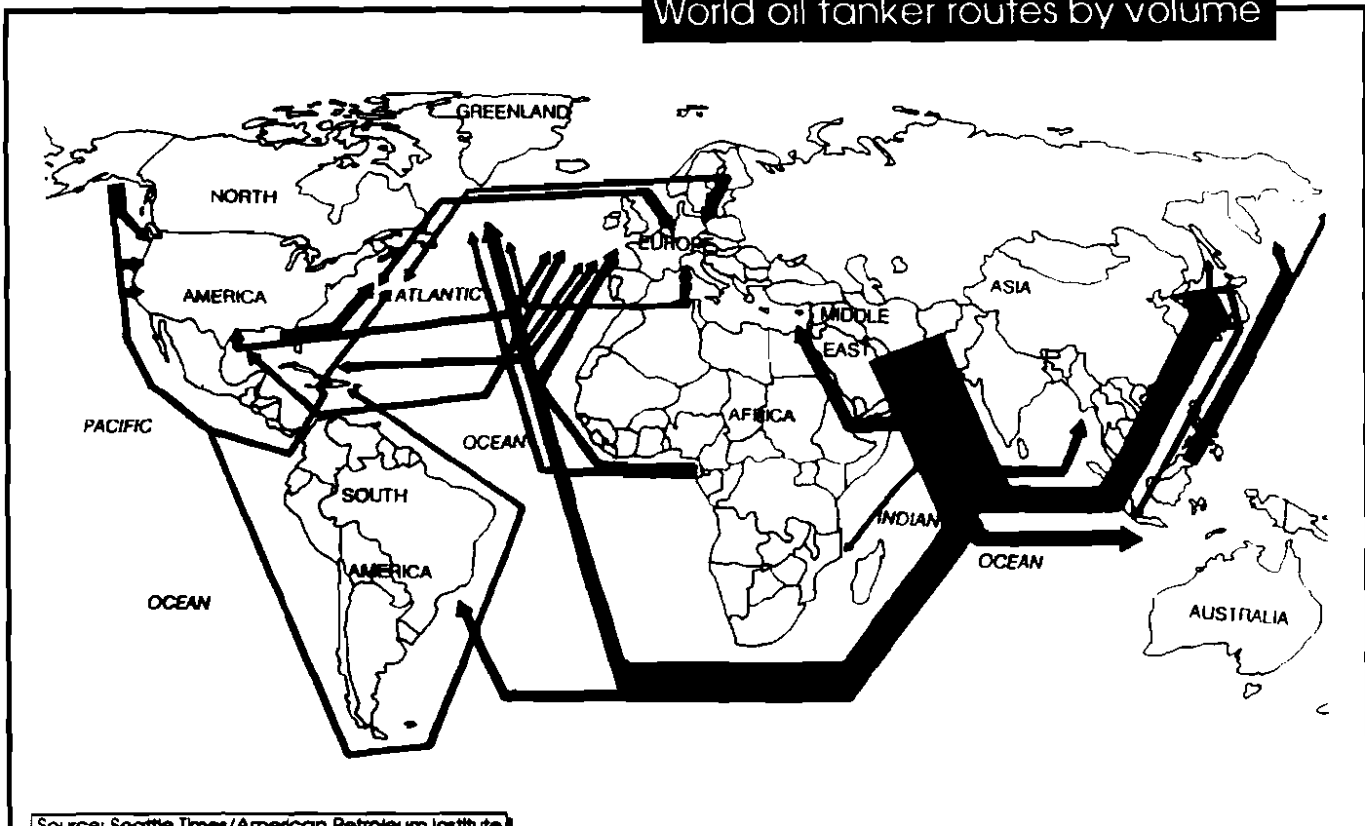 World oil tanker routes by volume
GREENLAND
NORTH
AMERICA
ATLANTIC
EUROPE
ASIA
MIDDLE
EAST
PACIFIC
OCEAN
AFRICA
SOUTH
AMERICA
INDIAN
OCEAN
OCEAN
AUSTRALIA
Source: Seattle Times/American Petroleum Institute